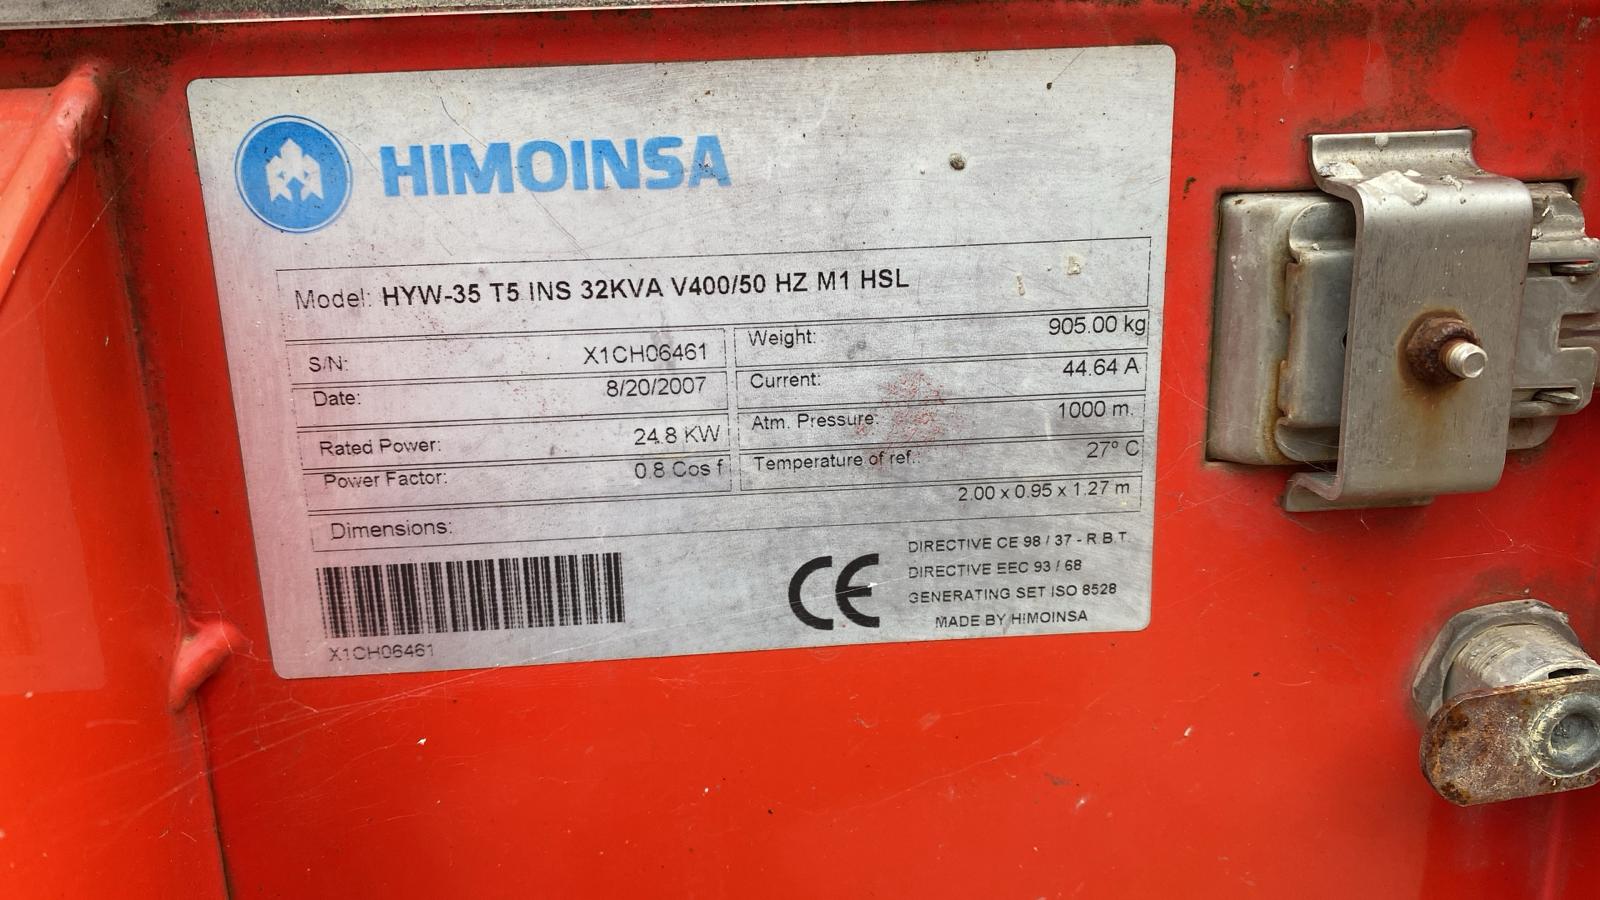 HIMOINSA
Model: HYW-35 T5 INS 32KVA V400/50 HZ M1 HSL
S/N: X1CH06461
Date: 8/20/2007
Rated Power: 24.8 KW
Power Factor: 0.8 Cos f
Weight: 905.00 kg
Current: 44.64 A
Atm. Pressure: 1000 m.
Temperature of ref.: 27º C
Dimensions: 2.00 x 0.95 x 1.27 m
X1CH06461
CE
DIRECTIVE CE 98 / 37 - R.B.T.
DIRECTIVE EEC 93 / 68
GENERATING SET ISO 8528
MADE BY HIMOINSA